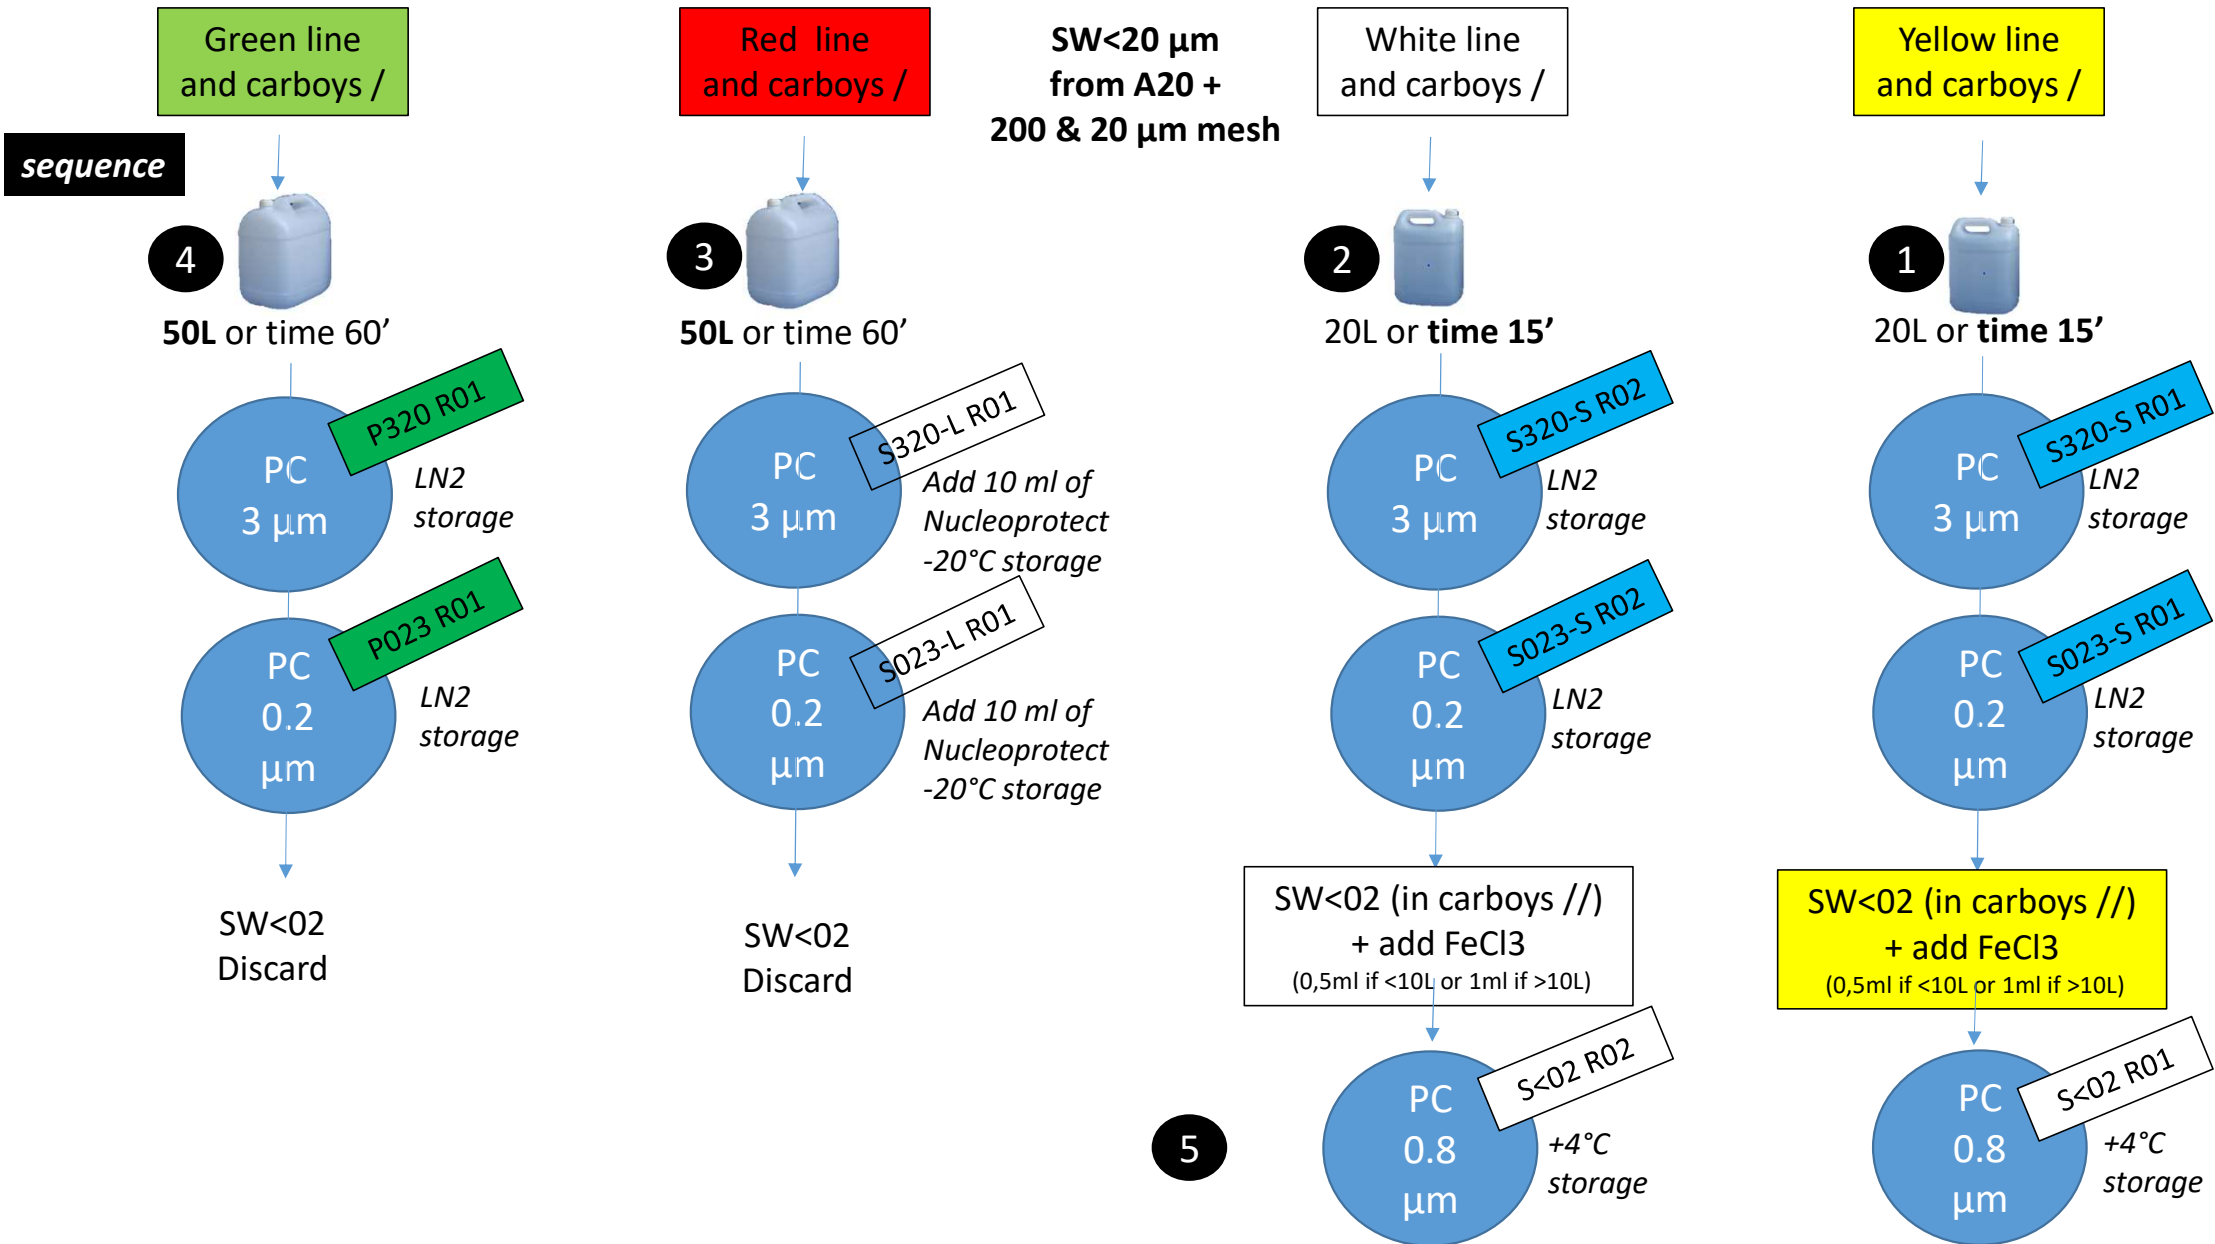 Green line
and carboys /
Red  line
and carboys /
SW<20 µm
from A20 +
200 & 20 µm mesh
White line
and carboys /
Yellow line
and carboys /
sequence
4
50L or time 60’
3
50L or time 60’
2
20L or time 15’
1
20L or time 15’
P320 R01
PC
3 µm
LN2
storage
S320-L R01
PC
3 µm
Add 10 ml of
Nucleoprotect
-20°C storage
S320-S R02
PC
3 µm
LN2
storage
S320-S R01
PC
3 µm
LN2
storage
P023 R01
PC
0.2
µm
LN2
storage
S023-L R01
PC
0.2
µm
Add 10 ml of
Nucleoprotect
-20°C storage
S023-S R02
PC
0.2
µm
LN2
storage
S023-S R01
PC
0.2
µm
LN2
storage
SW<02
Discard
SW<02
Discard
SW<02 (in carboys //)
+ add FeCl3
(0,5ml if <10L or 1ml if >10L)
SW<02 (in carboys //)
+ add FeCl3
(0,5ml if <10L or 1ml if >10L)
5
S<02 R02
PC
0.8
µm
+4°C
storage
S<02 R01
PC
0.8
µm
+4°C
storage